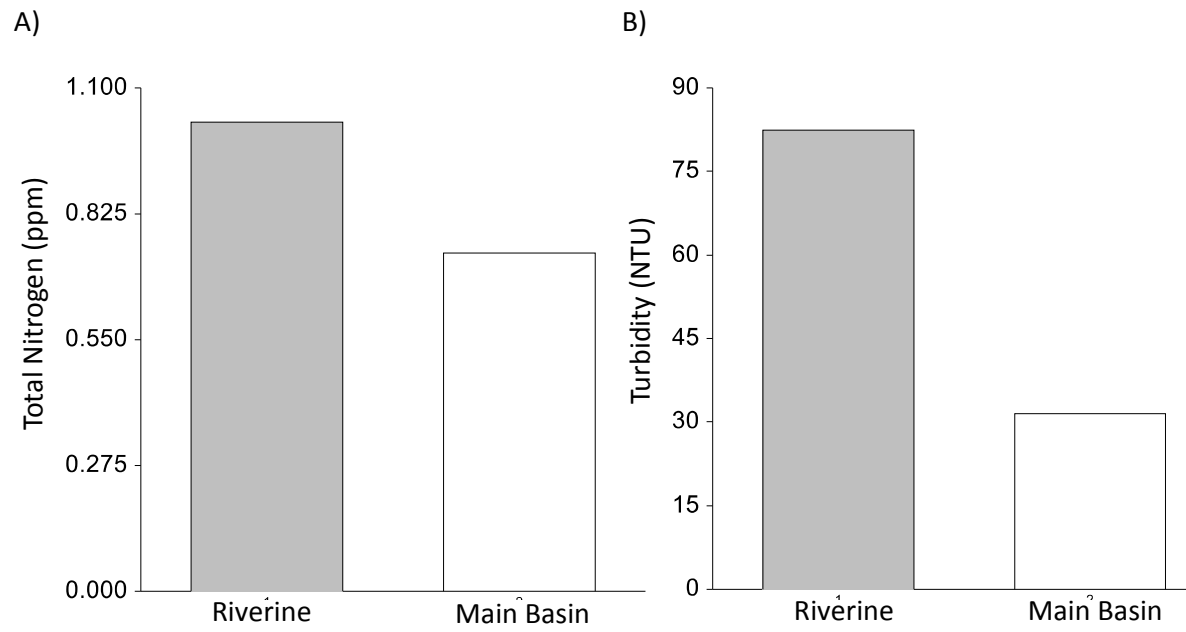 A)
Total Nitrogen (ppm)
1.100
0.825
0.550
0.275
0.000
Riverine
Main Basin
B)
Turbidity (NTU)
90
75
60
45
30
15
0
Riverine
Main Basin